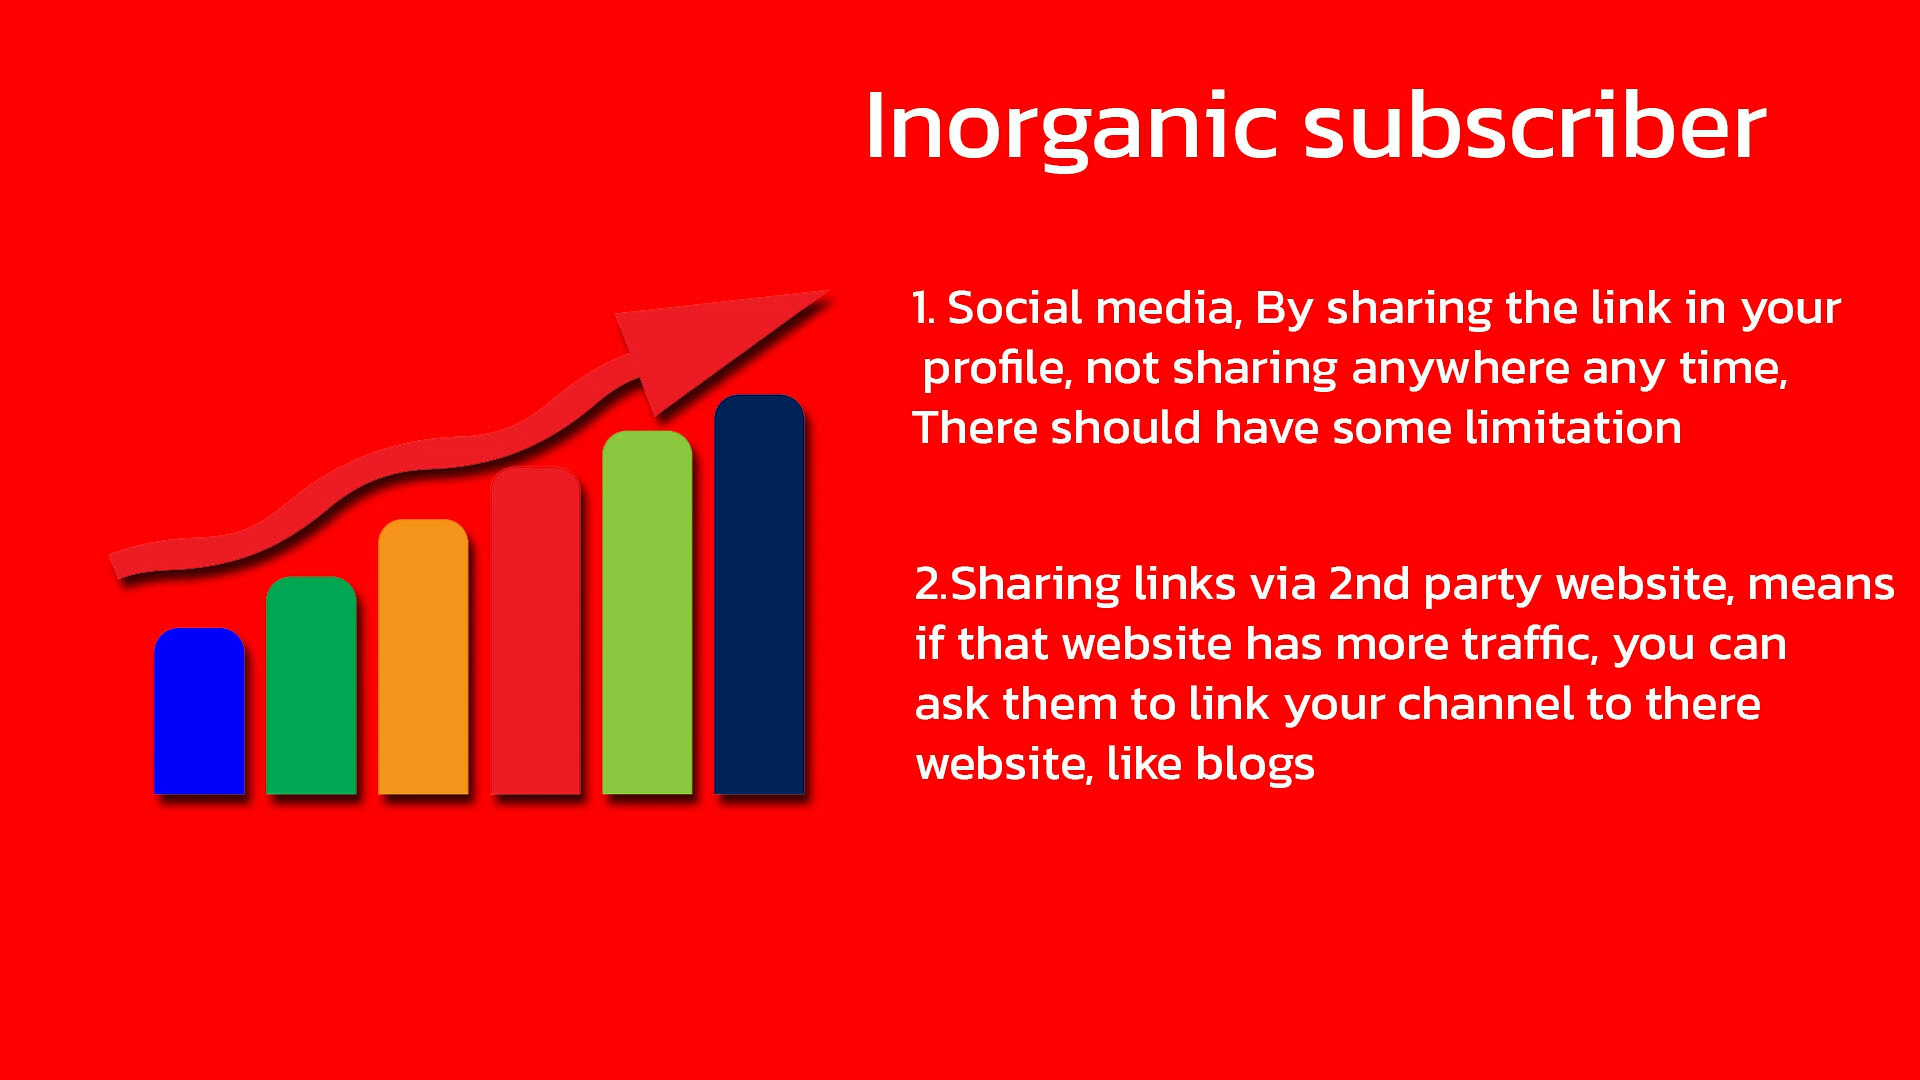 Inorganic subscriber
1. Social media, By sharing the link in your
profile, not sharing anywhere any time,
There should have some limitation
2.Sharing links via 2nd party website, means
if that website has more traffic, you can
ask them to link your channel to there
website, like blogs